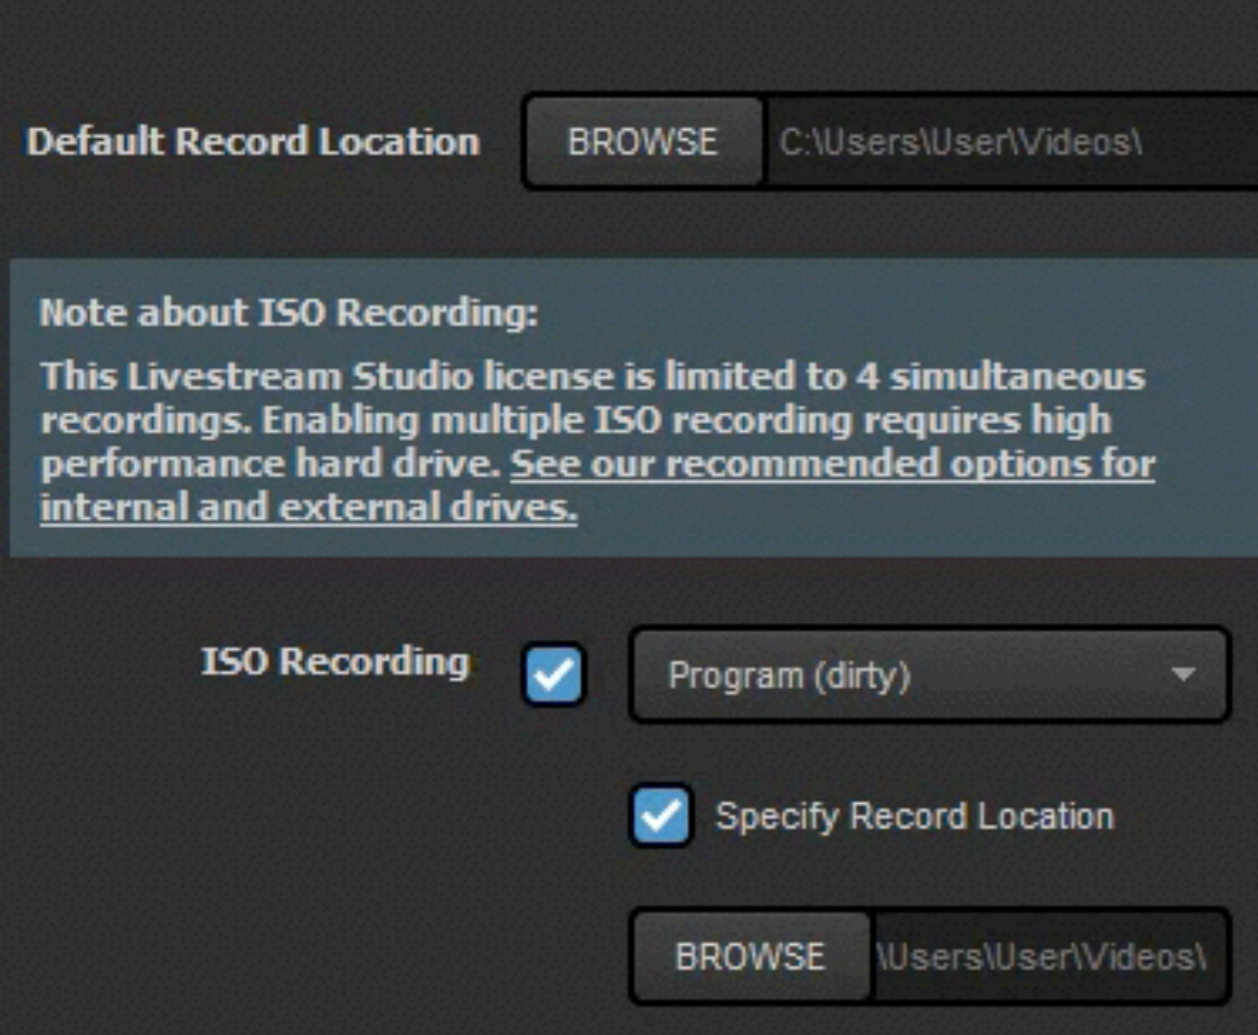 Default Record Location BROWSE C:\Users\User\Videos\
Note about ISO Recording:
This Livestream Studio license is limited to 4 simultaneous
recordings. Enabling multiple ISO recording requires high
performance hard drive. See our recommended options for
internal and external drives.
ISO Recording Program (dirty)
Specify Record Location
BROWSE \Users\User\Videos\